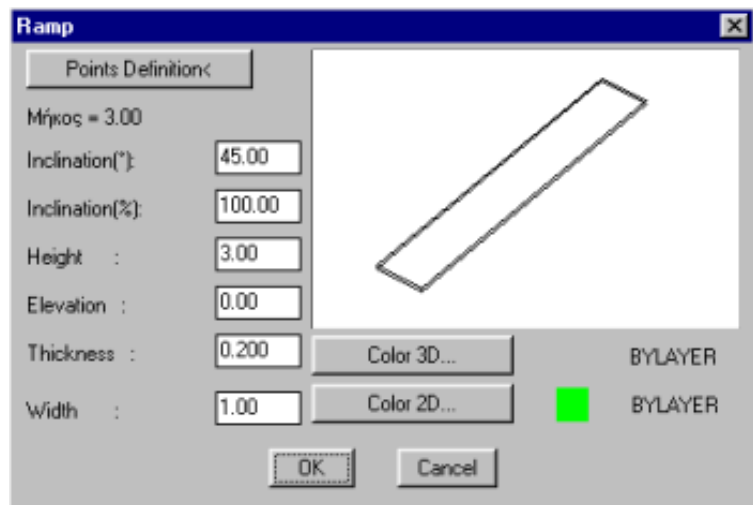 Ramp
Points Definition<
Μήκος = 3.00
Inclination(°): 45.00
Inclination(%): 100.00
Height : 3.00
Elevation : 0.00
Thickness : 0.200
Width : 1.00
Color 3D... BYLAYER
Color 2D... BYLAYER
OK Cancel